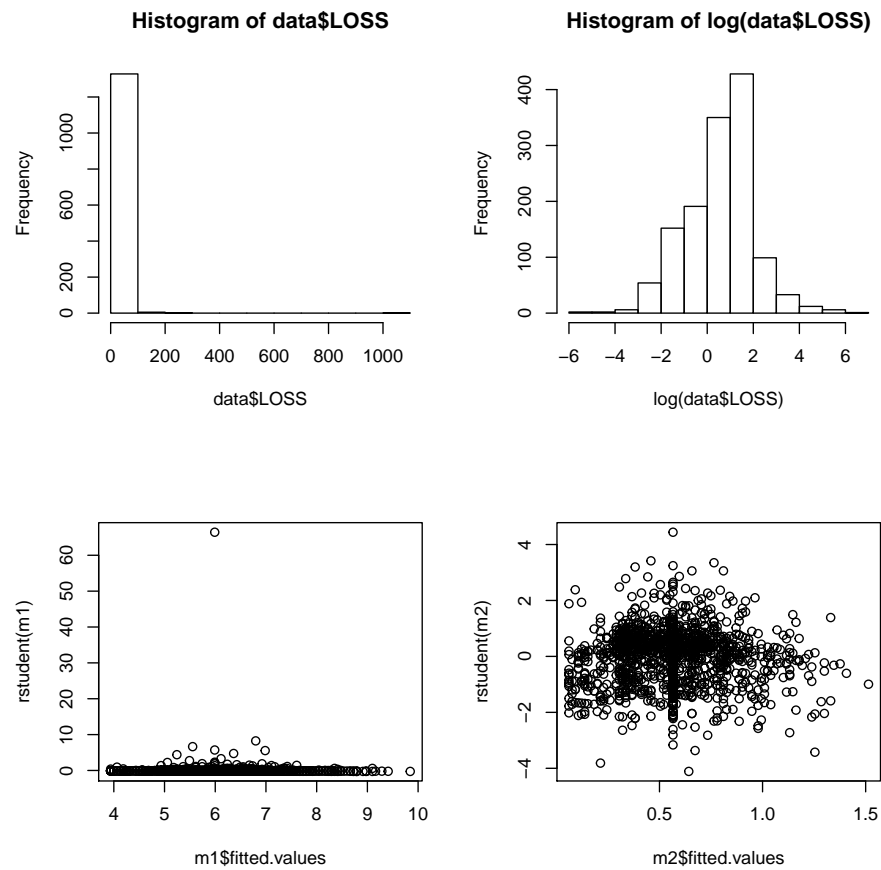 Histogram of data$LOSS
Frequency
0
200
600
1000
0 200 400 600 800 1000
data$LOSS
Histogram of log(data$LOSS)
Frequency
0
100
200
300
400
−6 −4 −2 0 2 4 6
log(data$LOSS)
rstudent(m1)
0
10
20
30
40
50
60
4 5 6 7 8 9 10
m1$fitted.values
rstudent(m2)
−4
−2
0
2
4
0.5 1.0 1.5
m2$fitted.values